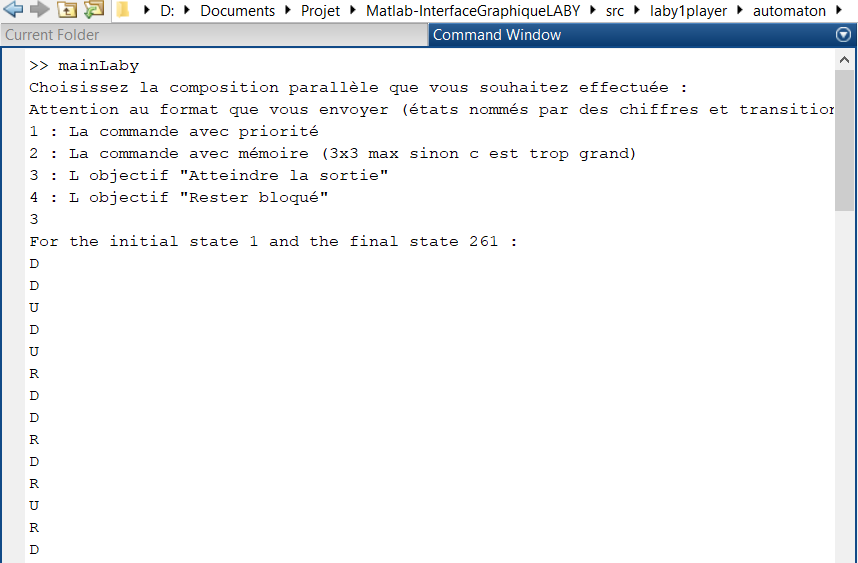 D: Documents Projet Matlab-InterfaceGraphiqueLABY src laby1player automaton
Current Folder
Command Window
>> mainLaby
Choisissez la composition parallèle que vous souhaitez effectuée :
Attention au format que vous envoyer (états nommés par des chiffres et transition
1 : La commande avec priorité
2 : La commande avec mémoire (3x3 max sinon c est trop grand)
3 : L objectif "Atteindre la sortie"
4 : L objectif "Rester bloqué"
3
For the initial state 1 and the final state 261 :
D
D
U
D
U
R
D
D
R
D
R
U
R
D